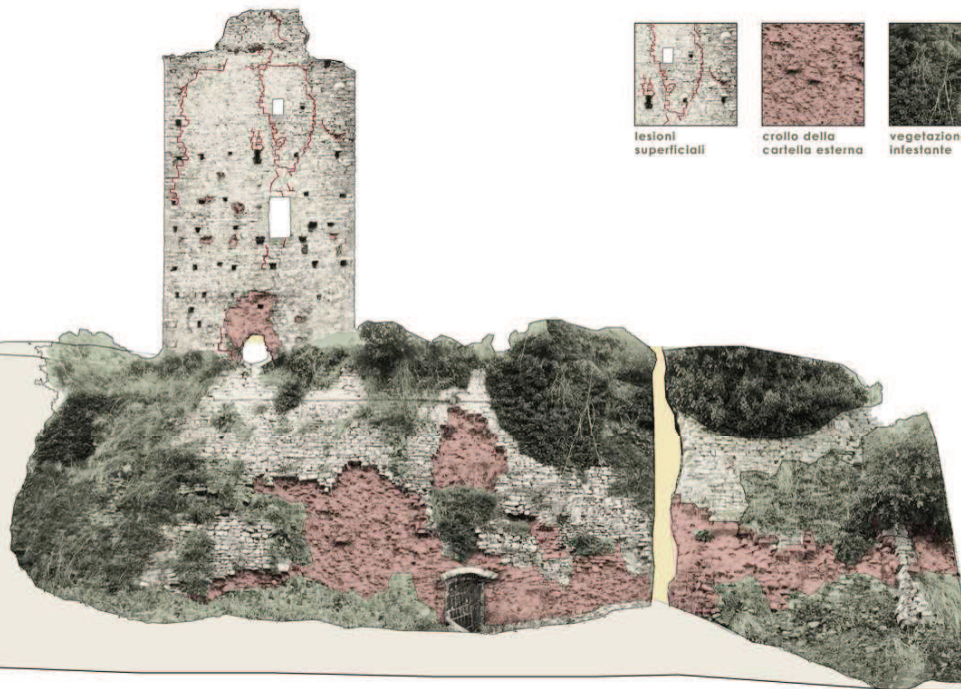 lesioni
superficiali
crollo della
cartella esterna
vegetazion
infestante